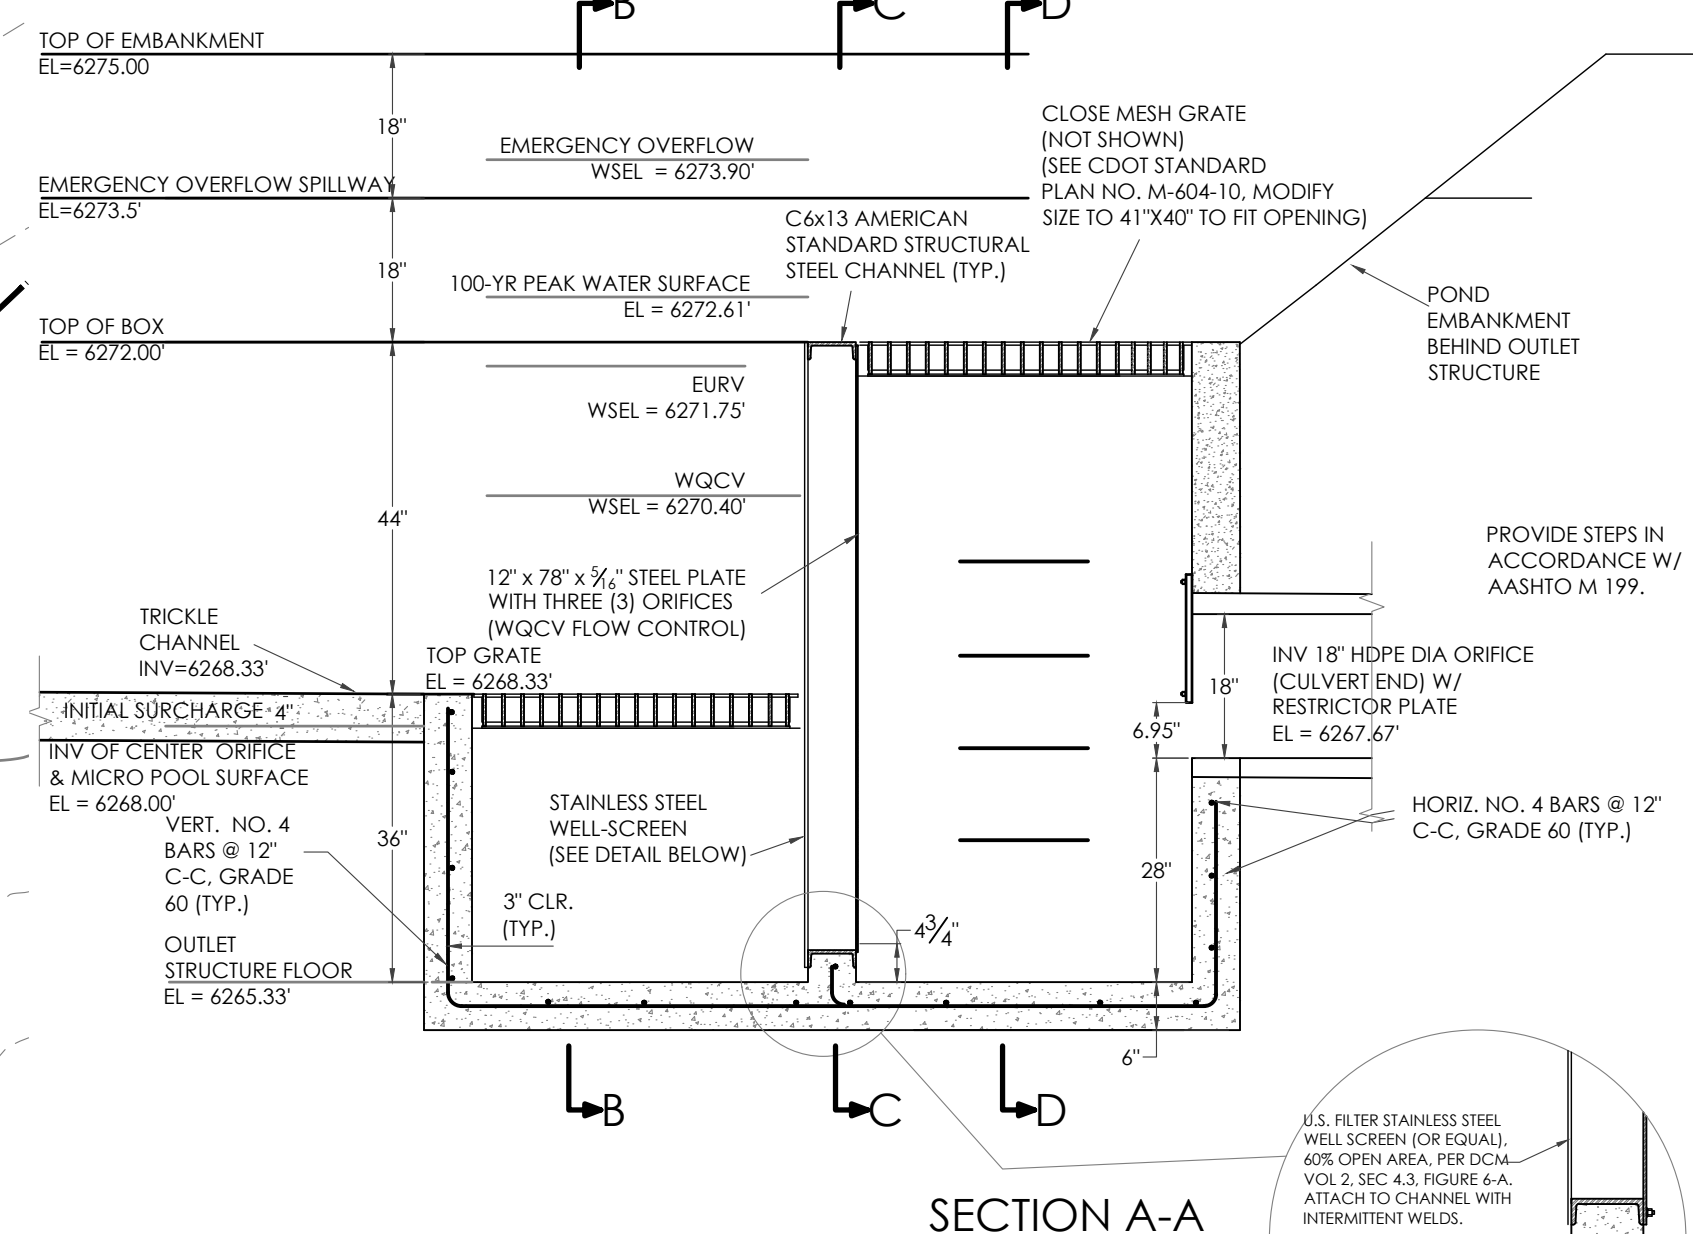 B
C
D
TOP OF EMBANKMENT
EL=6275.00
18"
EMERGENCY OVERFLOW
WSEL = 6273.90'
EMERGENCY OVERFLOW SPILLWAY
EL=6273.5'
CLOSE MESH GRATE
(NOT SHOWN)
(SEE CDOT STANDARD
PLAN NO. M-604-10, MODIFY
SIZE TO 41"X40" TO FIT OPENING)
C6x13 AMERICAN
STANDARD STRUCTURAL
STEEL CHANNEL (TYP.)
18"
100-YR PEAK WATER SURFACE
EL = 6272.61'
TOP OF BOX
EL = 6272.00'
POND
EMBANKMENT
BEHIND OUTLET
STRUCTURE
EURV
WSEL = 6271.75'
WQCV
WSEL = 6270.40'
44"
PROVIDE STEPS IN
ACCORDANCE W/
AASHTO M 199.
12" x 78" x 5/16" STEEL PLATE
WITH THREE (3) ORIFICES
(WQCV FLOW CONTROL)
TRICKLE
CHANNEL
INV=6268.33'
TOP GRATE
EL = 6268.33'
INITIAL SURCHARGE 4"
INV OF CENTER ORIFICE
& MICRO POOL SURFACE
EL = 6268.00'
18"
6.95"
INV 18" HDPE DIA ORIFICE
(CULVERT END) W/
RESTRICTOR PLATE
EL = 6267.67'
VERT. NO. 4
BARS @ 12"
C-C, GRADE
60 (TYP.)
36"
STAINLESS STEEL
WELL-SCREEN
(SEE DETAIL BELOW)
HORIZ. NO. 4 BARS @ 12"
C-C, GRADE 60 (TYP.)
28"
3" CLR.
(TYP.)
4 3/4"
OUTLET
STRUCTURE FLOOR
EL = 6265.33'
6"
B
C
D
U.S. FILTER STAINLESS STEEL
WELL SCREEN (OR EQUAL),
60% OPEN AREA, PER DCM
VOL 2, SEC 4.3, FIGURE 6-A.
ATTACH TO CHANNEL WITH
INTERMITTENT WELDS.
SECTION A-A